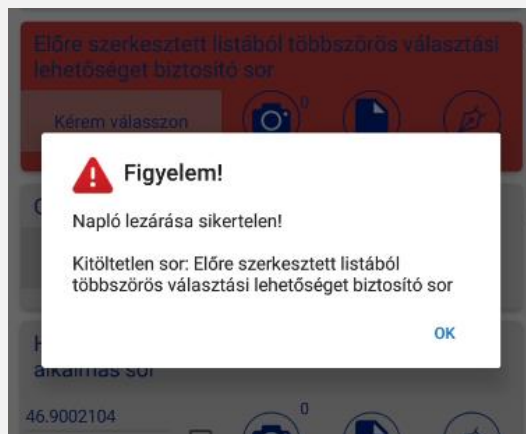 Előre szerkesztett listából többszörös választási
lehetőséget biztosító sor
Kérem válasszon
0
Figyelem!
Napló lezárása sikertelen!
Kitöltetlen sor: Előre szerkesztett listából
többszörös választási lehetőséget biztosító sor
OK
alkalmas sor
46.9002104
0